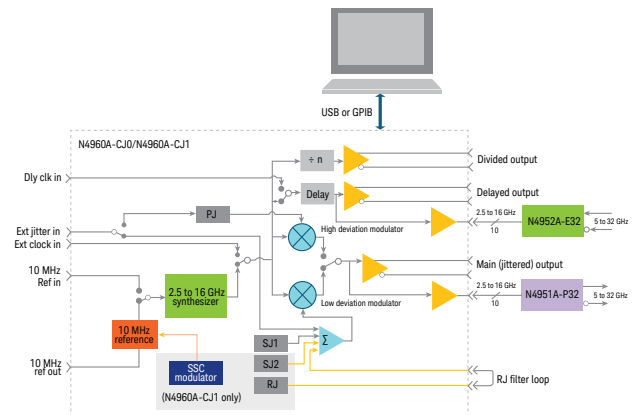 USB or GPIB
N4960A-CJ0/N4960A-CJ1
Dly clk in
Ext jitter in
Ext clock in
10 MHz
Ref in
10 MHz
ref out
÷ n
Delay
PJ
High deviation modulator
Low deviation modulator
2.5 to 16 GHz
synthesizer
10 MHz
reference
SSC
modulator
(N4960A-CJ1 only)
SJ1
SJ2
RJ
Σ
Divided output
Delayed output
2.5 to 16 GHz
10
N4952A-E32
5 to 32 GHz
Main (jittered) output
2.5 to 16 GHz
10
N4951A-P32
5 to 32 GHz
RJ filter loop